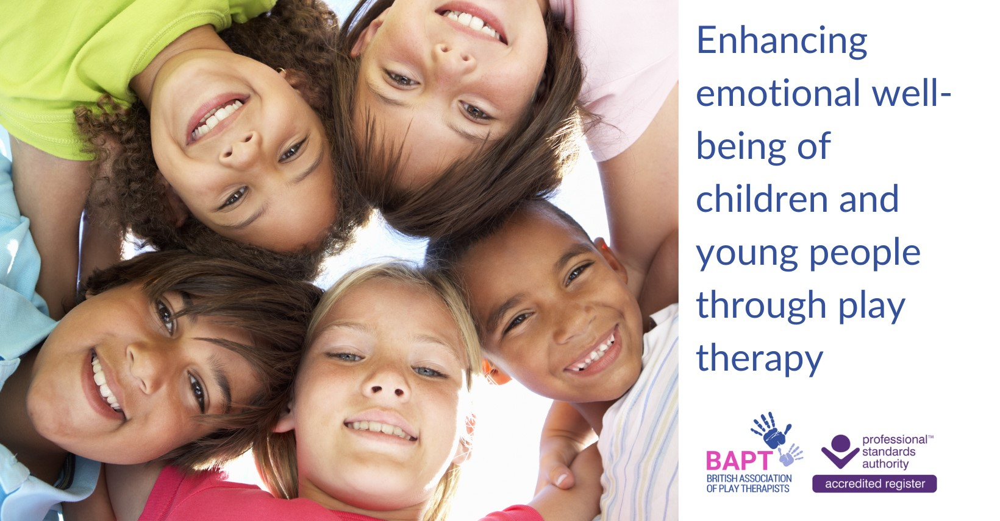 Enhancing
emotional well-
being of
children and
young people
through play
therapy
BAPT
BRITISH ASSOCIATION
OF PLAY THERAPISTS
professional™
standards
authority
accredited register